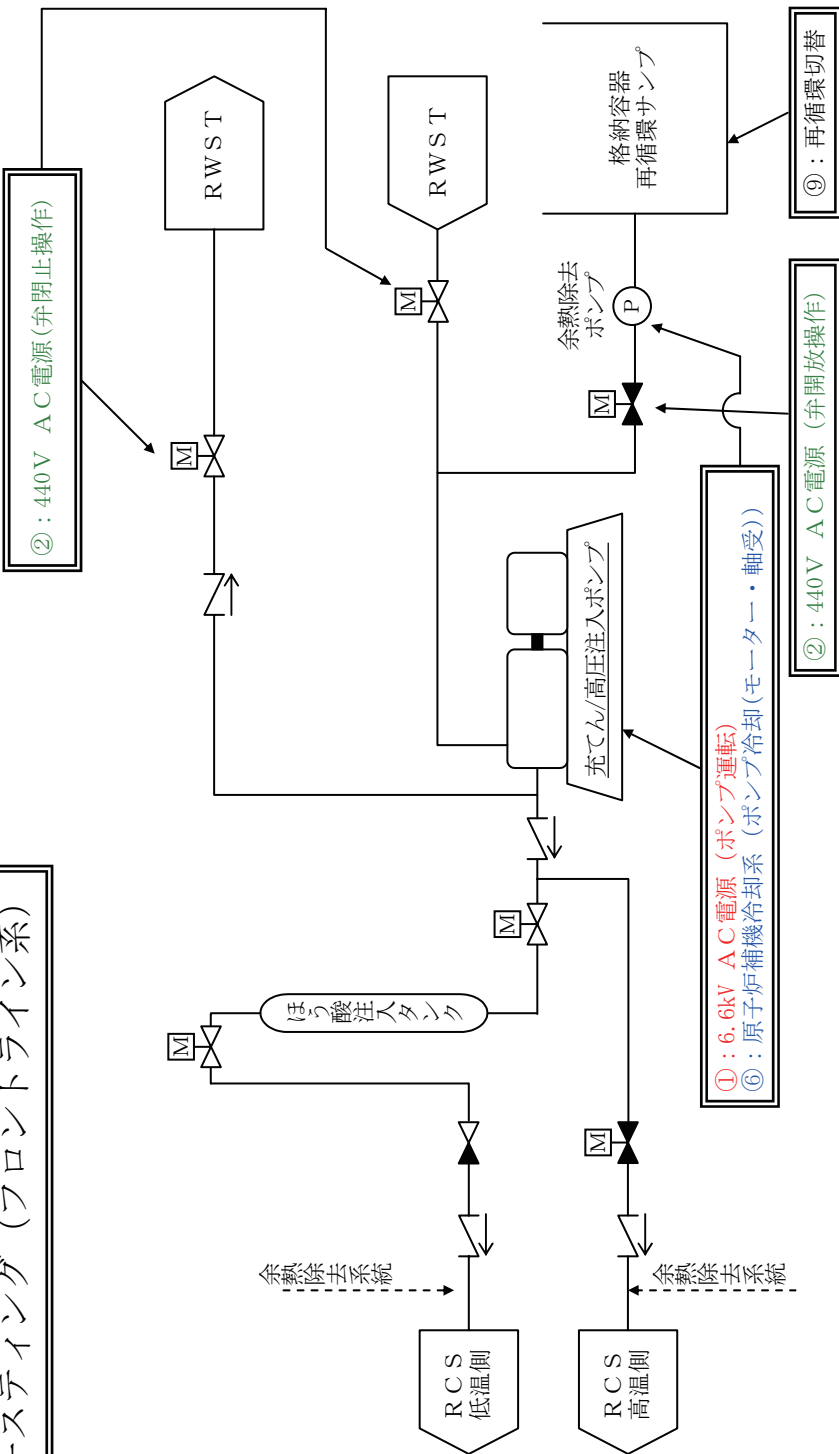 ースティング (フロントライン系)
②：440V AC電源(弁閉止操作)
RWST
M
RWST
M
格納容器
再循環サンプ
余熱除去
ポンプ
P
M
⑨：再循環切替
②：440V AC電源 (弁開放操作)
充てん/高圧注入ポンプ
①：6.6kV AC電源 (ポンプ運転)
⑥：原子炉補機冷却系 (ポンプ冷却(モーター・軸受))
M
ほう酸注入タンク
M
M
余熱除去系統
余熱除去系統
RCS
低温側
RCS
高温側